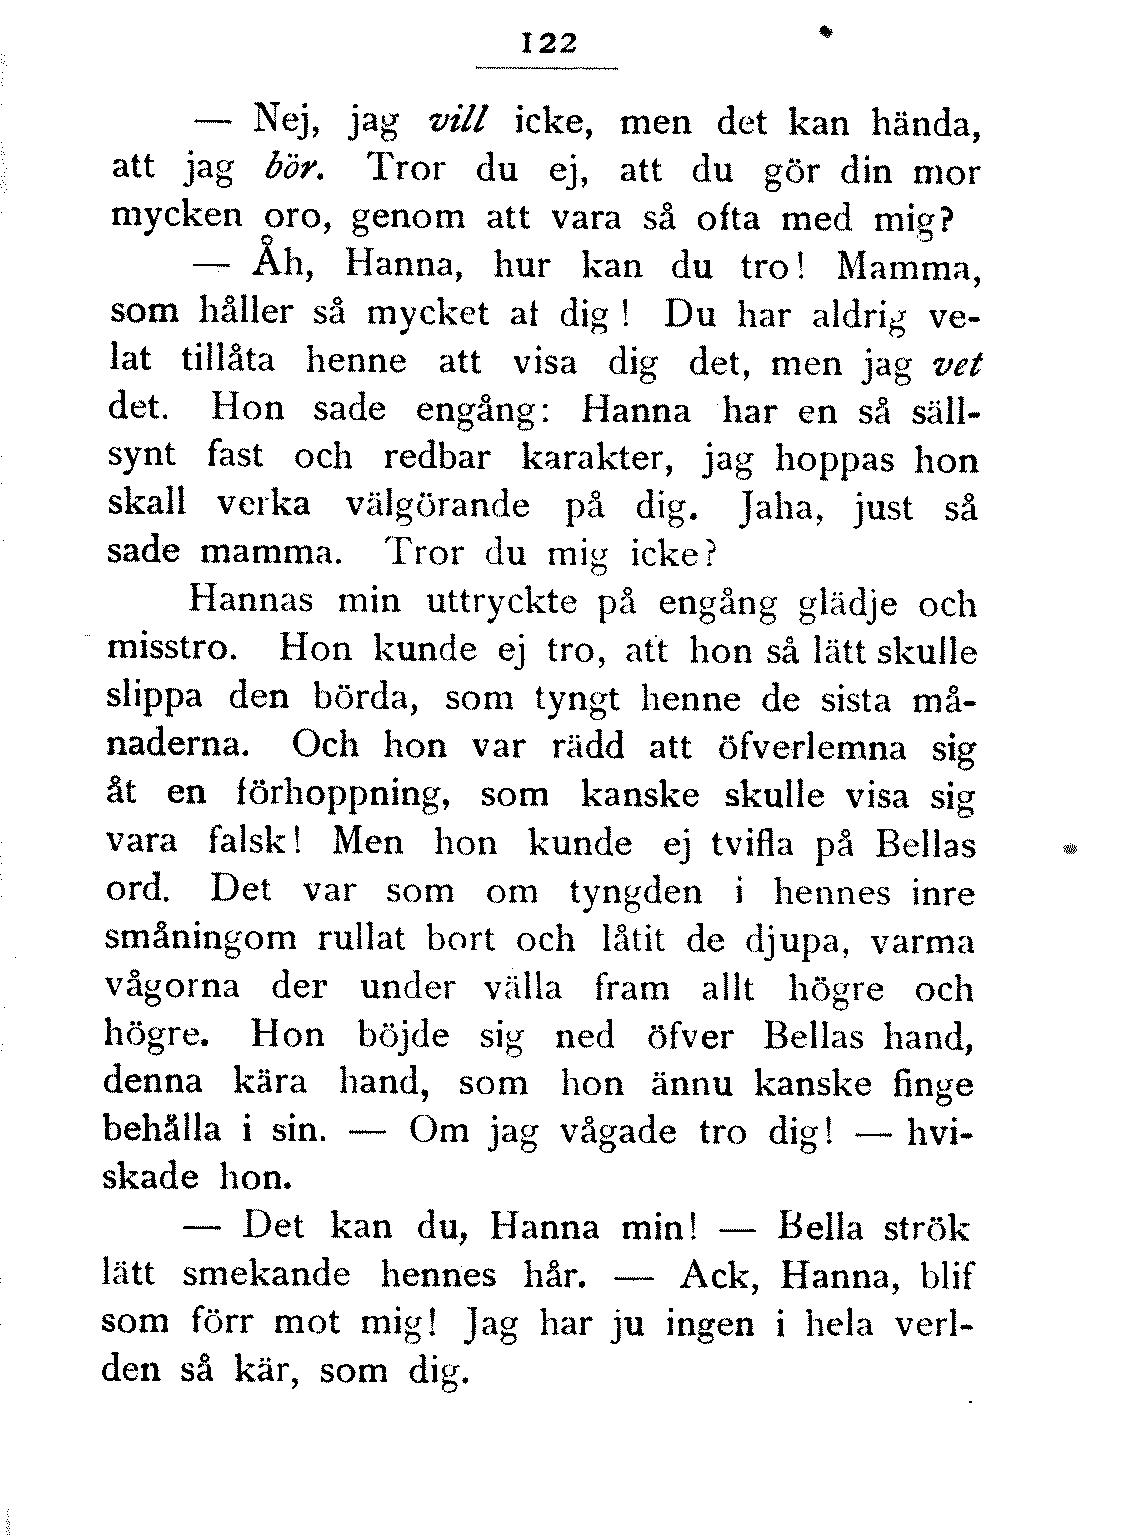 122
— Nej, jag vill icke, men det kan hända,
att jag bör. Tror du ej, att du gör din mor
mycken oro, genom att vara så ofta med mig?
— Åh, Hanna, hur kan du tro! Mamma,
som håller så mycket af dig! Du har aldrig ve-
lat tillåta henne att visa dig det, men jag vet
det. Hon sade engång: Hanna har en så säll-
synt fast och redbar karakter, jag hoppas hon
skall verka välgörande på dig. Jaha, just så
sade mamma. Tror du mig icke?
Hannas min uttryckte på engång glädje och
misstro. Hon kunde ej tro, att hon så lätt skulle
slippa den börda, som tyngt henne de sista må-
naderna. Och hon var rädd att öfverlemna sig
åt en förhoppning, som kanske skulle visa sig
vara falsk! Men hon kunde ej tvifla på Bellas
ord. Det var som om tyngden i hennes inre
småningom rullat bort och låtit de djupa, varma
vågorna der under välla fram allt högre och
högre. Hon böjde sig ned öfver Bellas hand,
denna kära hand, som hon ännu kanske finge
behålla i sin. — Om jag vågade tro dig! — hvi-
skade hon.
— Det kan du, Hanna min! — Bella strök
lätt smekande hennes hår. — Ack, Hanna, blif
som förr mot mig! Jag har ju ingen i hela verl-
den så kär, som dig.